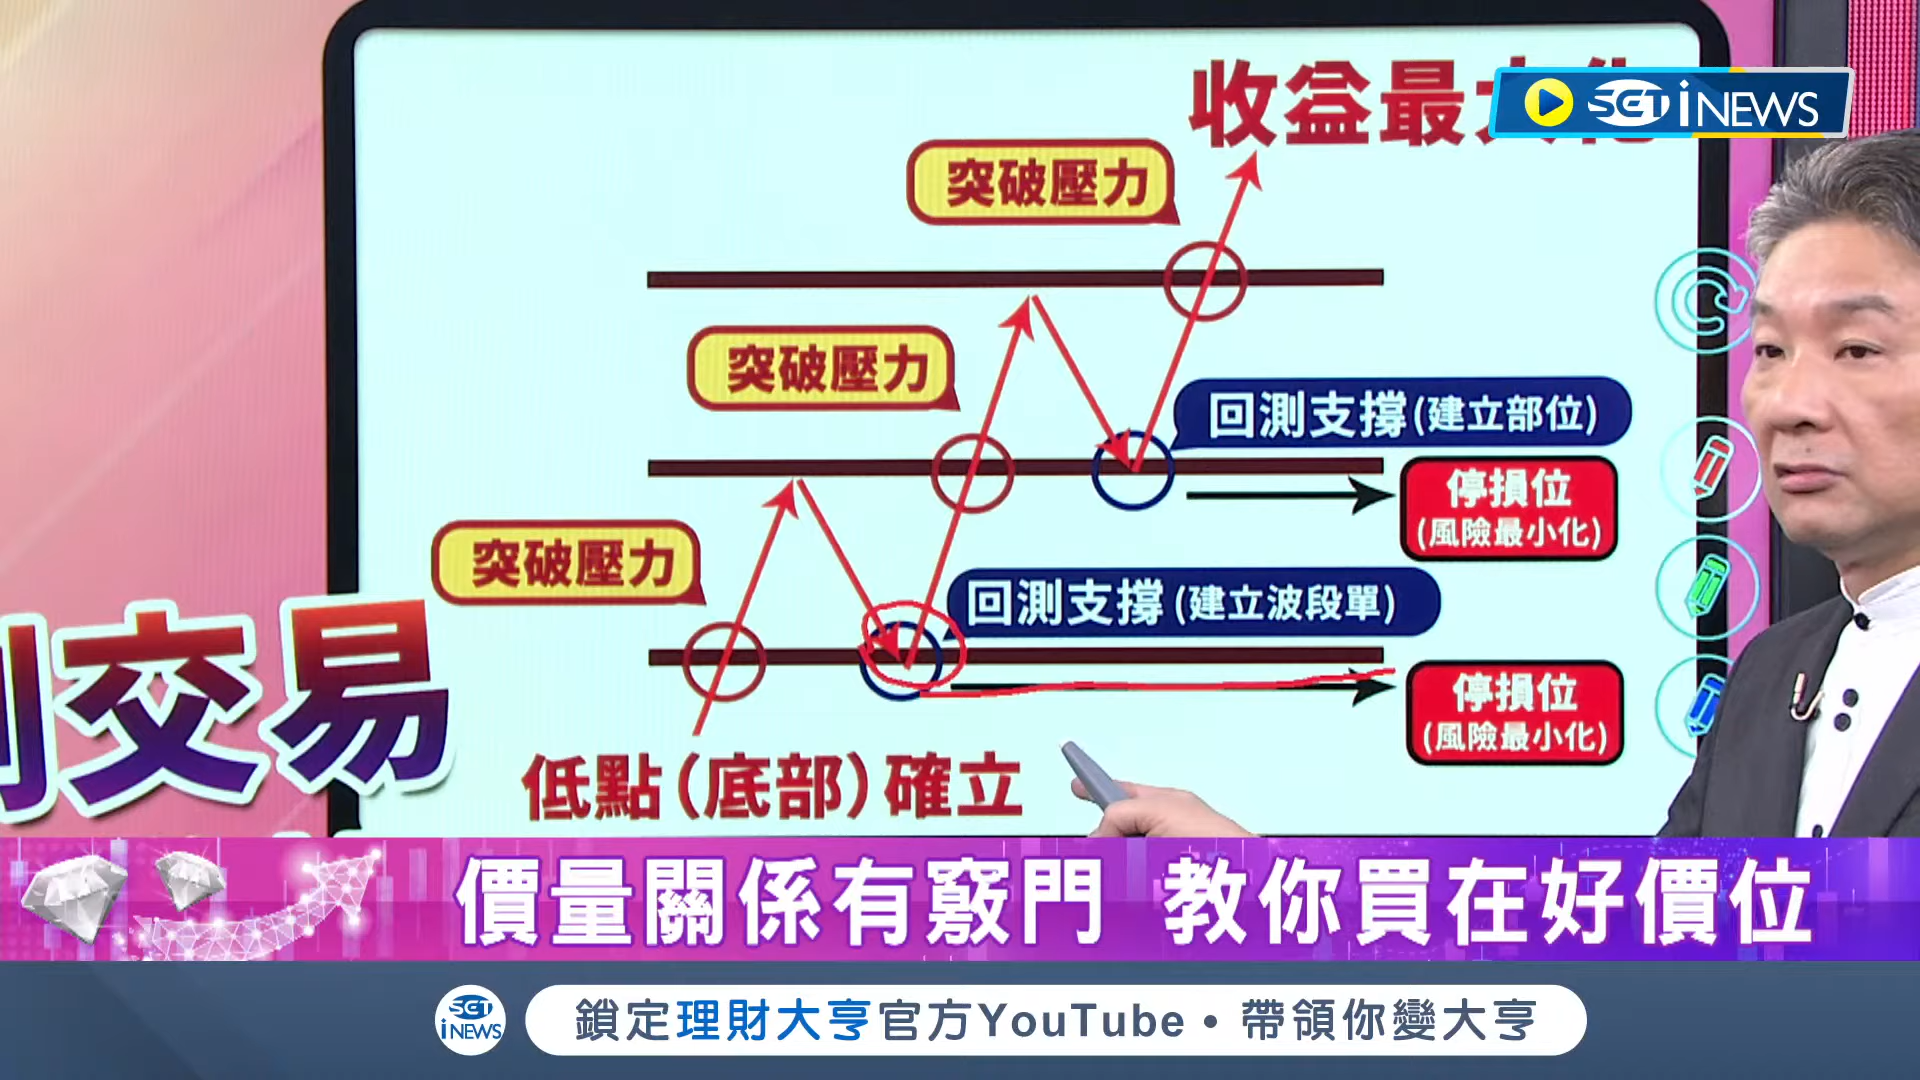 收益最大化
SET iNEWS
突破壓力
突破壓力
回測支撐(建立部位)
停損位
(風險最小化)
突破壓力
回測支撐(建立波段單)
停損位
(風險最小化)
交易
低點(底部)確立
價量關係有竅門 教你買在好價位
SET iNEWS
鎖定理財大亨官方YouTube•帶領你變大亨